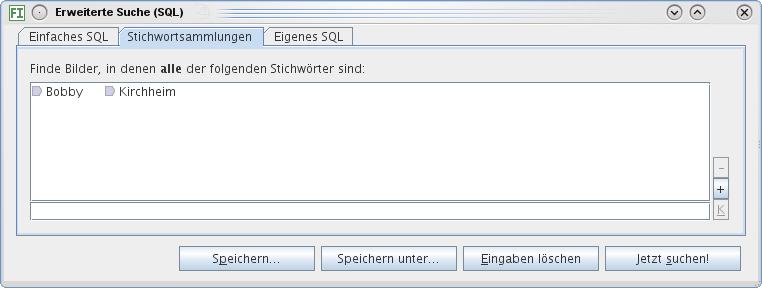 FI Erweiterte Suche (SQL)
Einfaches SQL Stichwortsammlungen Eigenes SQL
Finde Bilder, in denen alle der folgenden Stichwörter sind:
Bobby Kirchheim
-
+
K
Speichern... Speichern unter... Eingaben löschen Jetzt suchen!